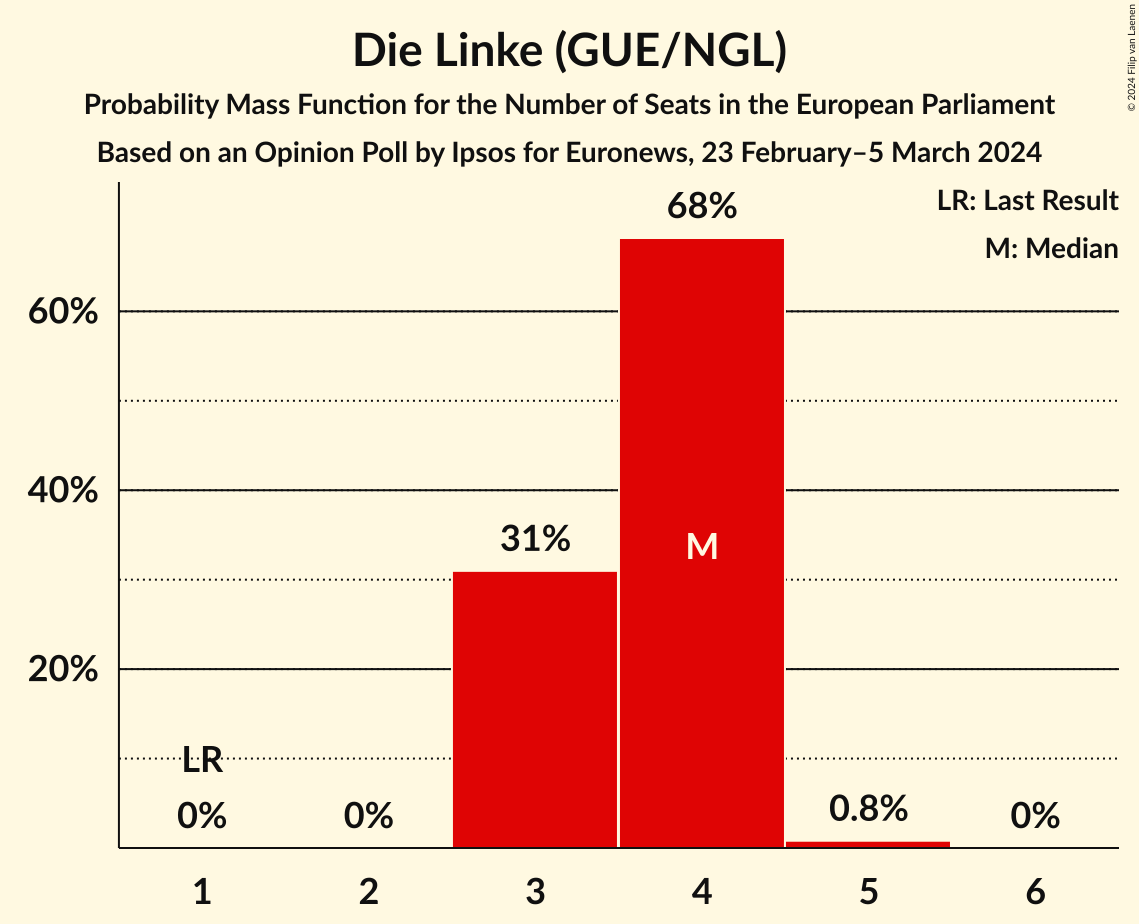 Die Linke (GUE/NGL)
Probability Mass Function for the Number of Seats in the European Parliament
Based on an Opinion Poll by Ipsos for Euronews, 23 February–5 March 2024
© 2024 Filip van Laenen
LR: Last Result
M: Median
68%
60%
40%
31%
M
20%
LR
0%
0%
0.8%
0%
1
2
3
4
5
6